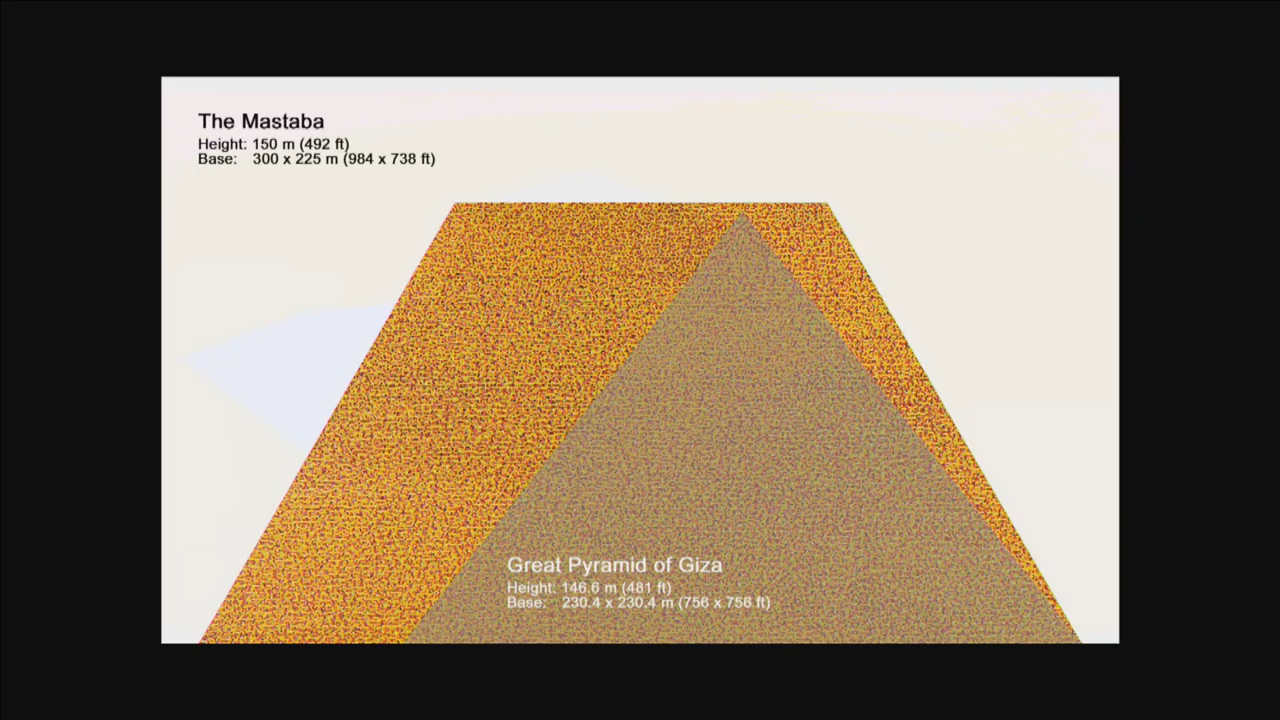 The Mastaba
Height: 150 m (492 ft)
Base: 300 x 225 m (984 x 738 ft)
Great Pyramid of Giza
Height: 146.6 m (481 ft)
Base: 230.4 x 230.4 m (756 x 756 ft)